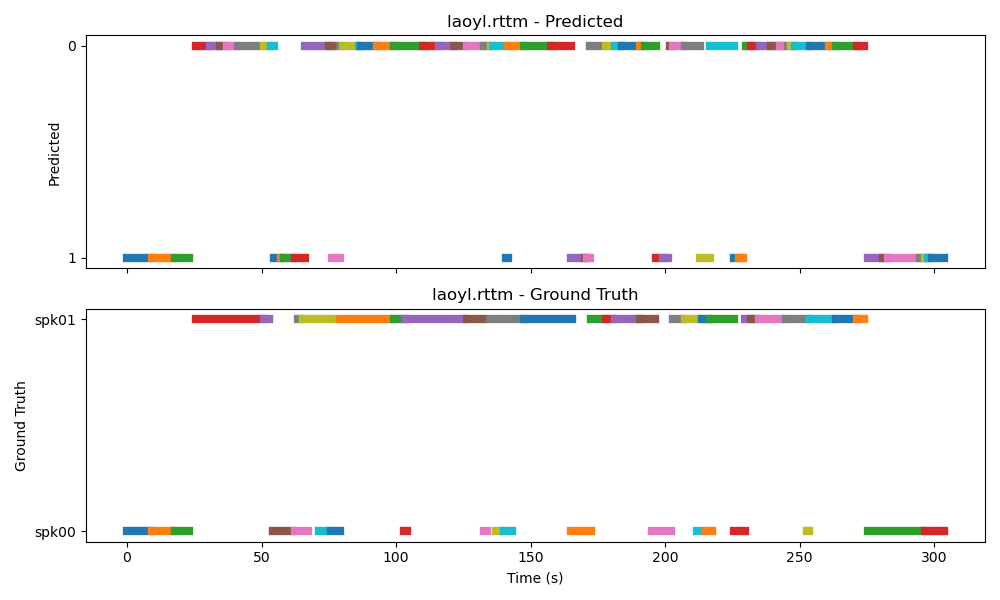 laoyl.rttm - Predicted
0
Predicted
1
laoyl.rttm - Ground Truth
spk01
Ground Truth
spk00
0 50 100 150 200 250 300
Time (s)